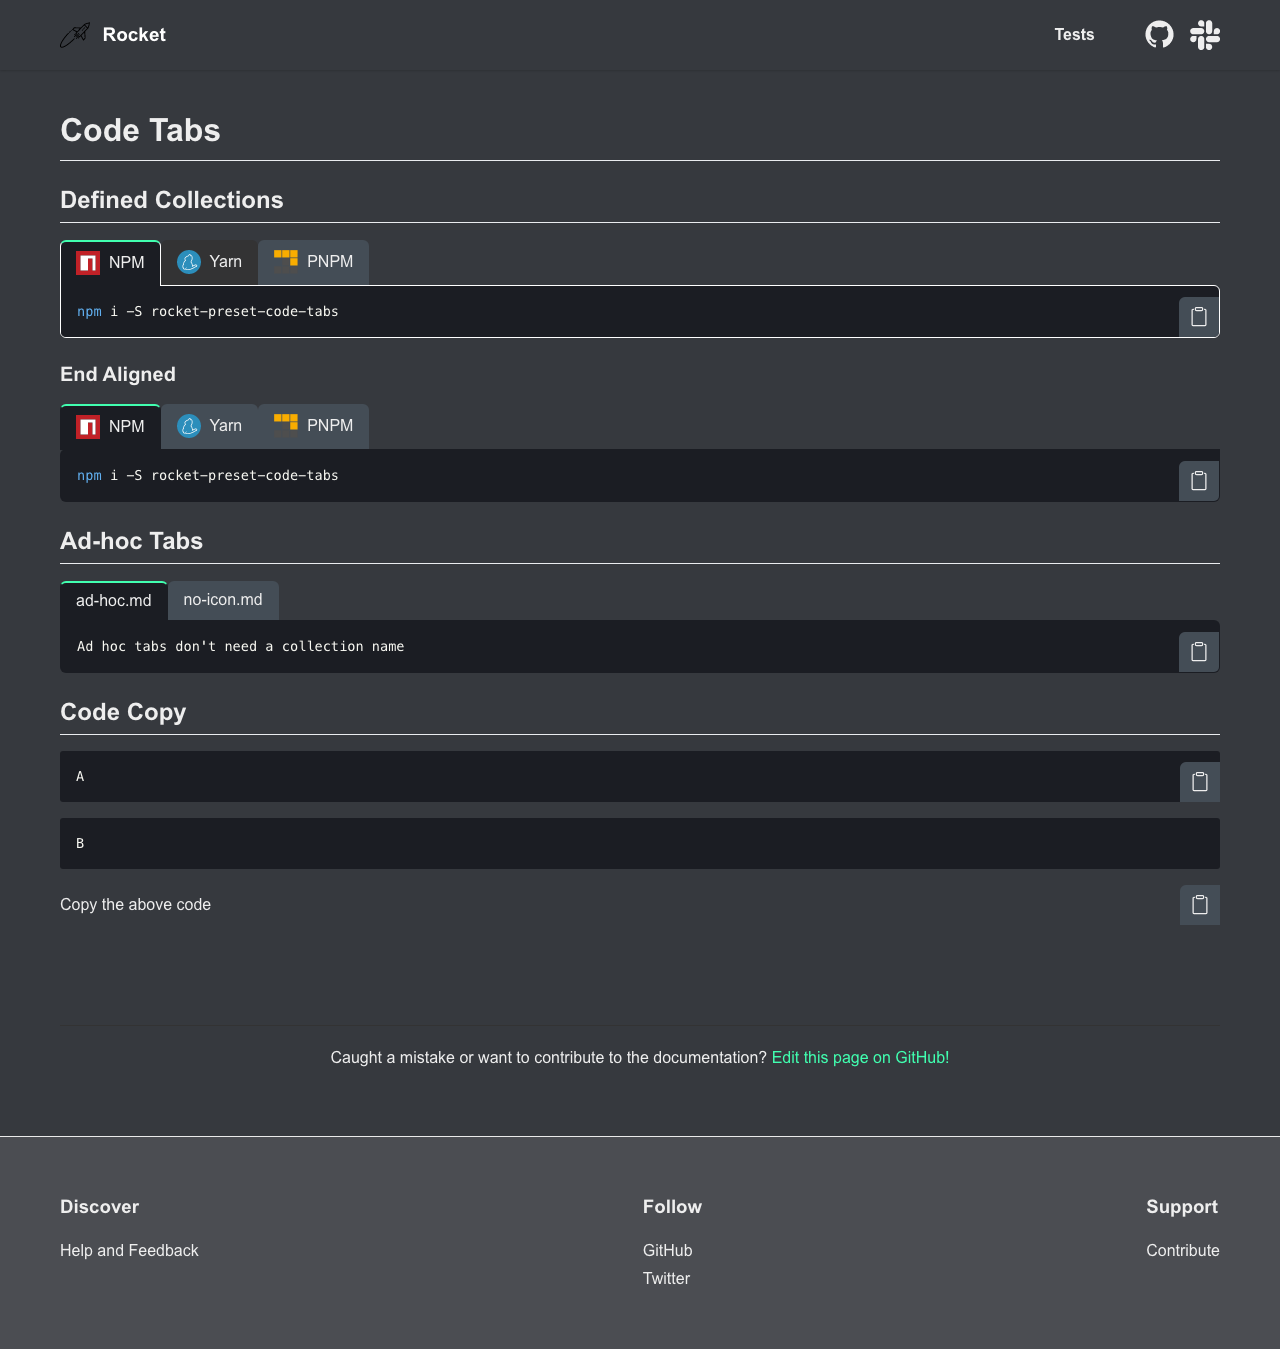 Rocket
Tests
Code Tabs
Defined Collections
NPM Yarn PNPM
npm i -S rocket-preset-code-tabs
End Aligned
NPM Yarn PNPM
npm i -S rocket-preset-code-tabs
Ad-hoc Tabs
ad-hoc.md no-icon.md
Ad hoc tabs don't need a collection name
Code Copy
A
B
Copy the above code
Caught a mistake or want to contribute to the documentation? Edit this page on GitHub!
Discover
Help and Feedback
Follow
GitHub
Twitter
Support
Contribute